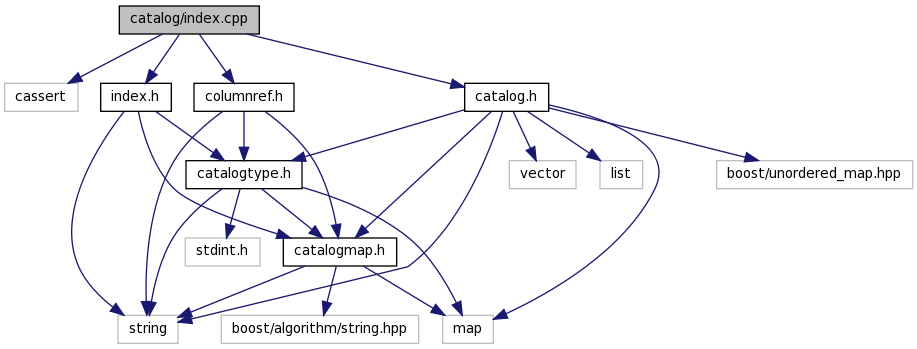 catalog/index.cpp
cassert
index.h
columnref.h
catalog.h
catalogtype.h
vector
list
boost/unordered_map.hpp
stdint.h
catalogmap.h
string
boost/algorithm/string.hpp
map